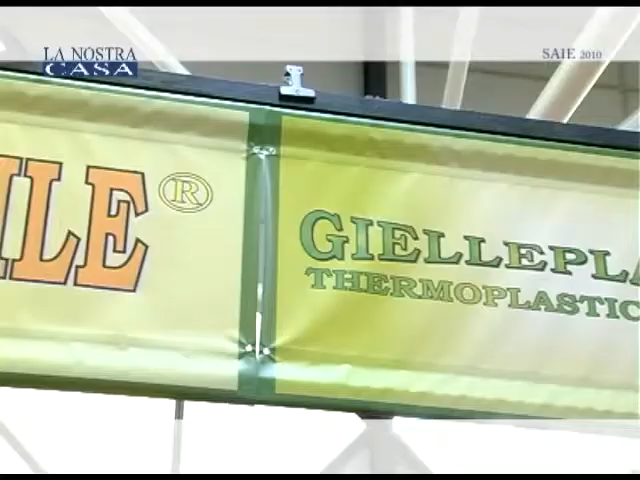 LA NOSTRA
CASA
SAIE 2010
ILE ®
GIELLEPLA
THERMOPLASTIC